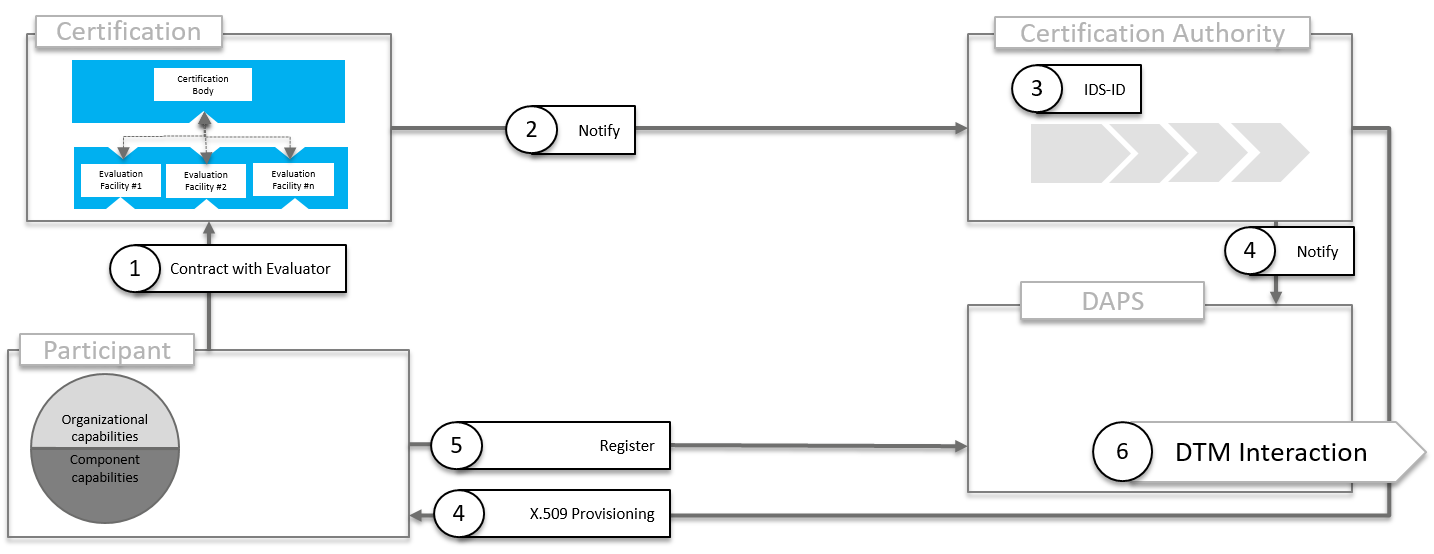 Certification
Certification
Body
Evaluation
Facility #1
Evaluation
Facility #2
Evaluation
Facility #n
2
Notify
Certification Authority
3
IDS-ID
1
Contract with Evaluator
4
Notify
Participant
Organizational
capabilities
Component
capabilities
DAPS
5
Register
6
DTM Interaction
4
X.509 Provisioning